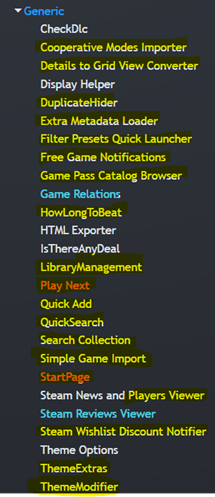 Generic
CheckDlc
Cooperative Modes Importer
Details to Grid View Converter
Display Helper
DuplicateHider
Extra Metadata Loader
Filter Presets Quick Launcher
Free Game Notifications
Game Pass Catalog Browser
Game Relations
HowLongToBeat
HTML Exporter
IsThereAnyDeal
LibraryManagement
Play Next
Quick Add
QuickSearch
Search Collection
Simple Game Import
StartPage
Steam News and Players Viewer
Steam Reviews Viewer
Steam Wishlist Discount Notifier
Theme Options
ThemeExtras
ThemeModifier